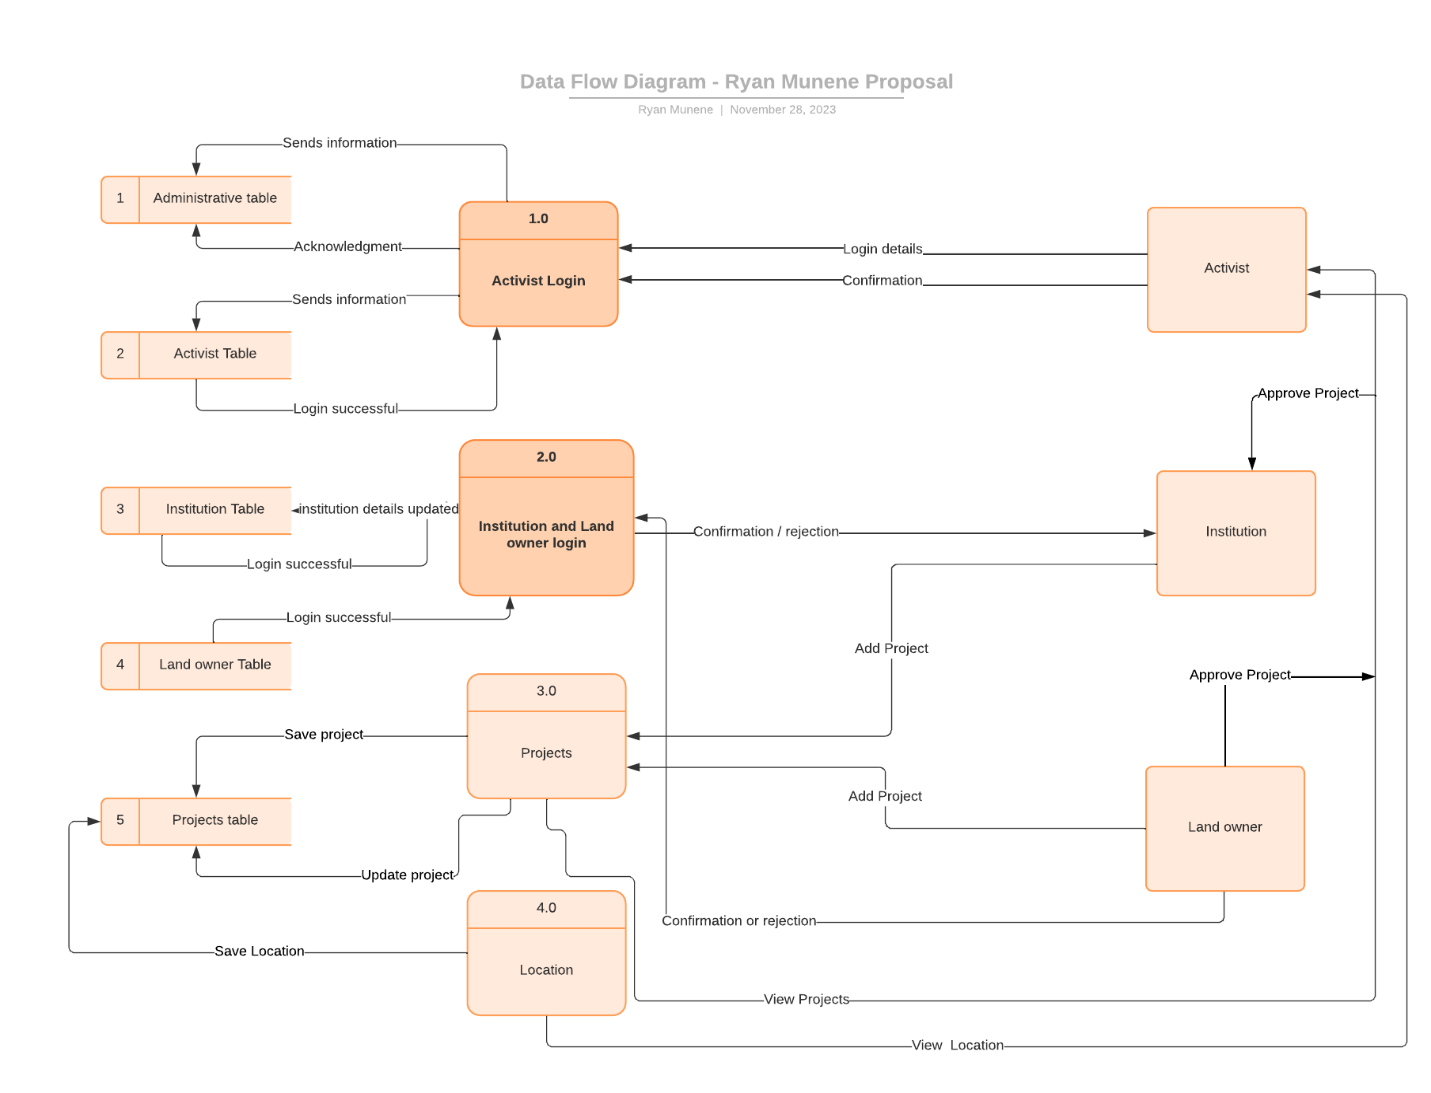 Data Flow Diagram - Ryan Munene Proposal
Ryan Munene | November 28, 2023
Sends information
1 Administrative table
1.0
Acknowledgment
Activist Login
Login details
Confirmation
Activist
Sends information
2 Activist Table
Login successful
Approve Project
2.0
3 Institution Table
institution details updated
Institution and Land
owner login
Confirmation / rejection
Institution
Login successful
Login successful
4 Land owner Table
Add Project
Approve Project
3.0
Save project
Projects
Add Project
5 Projects table
Land owner
Update project
4.0
Confirmation or rejection
Save Location
Location
View Projects
View  Location